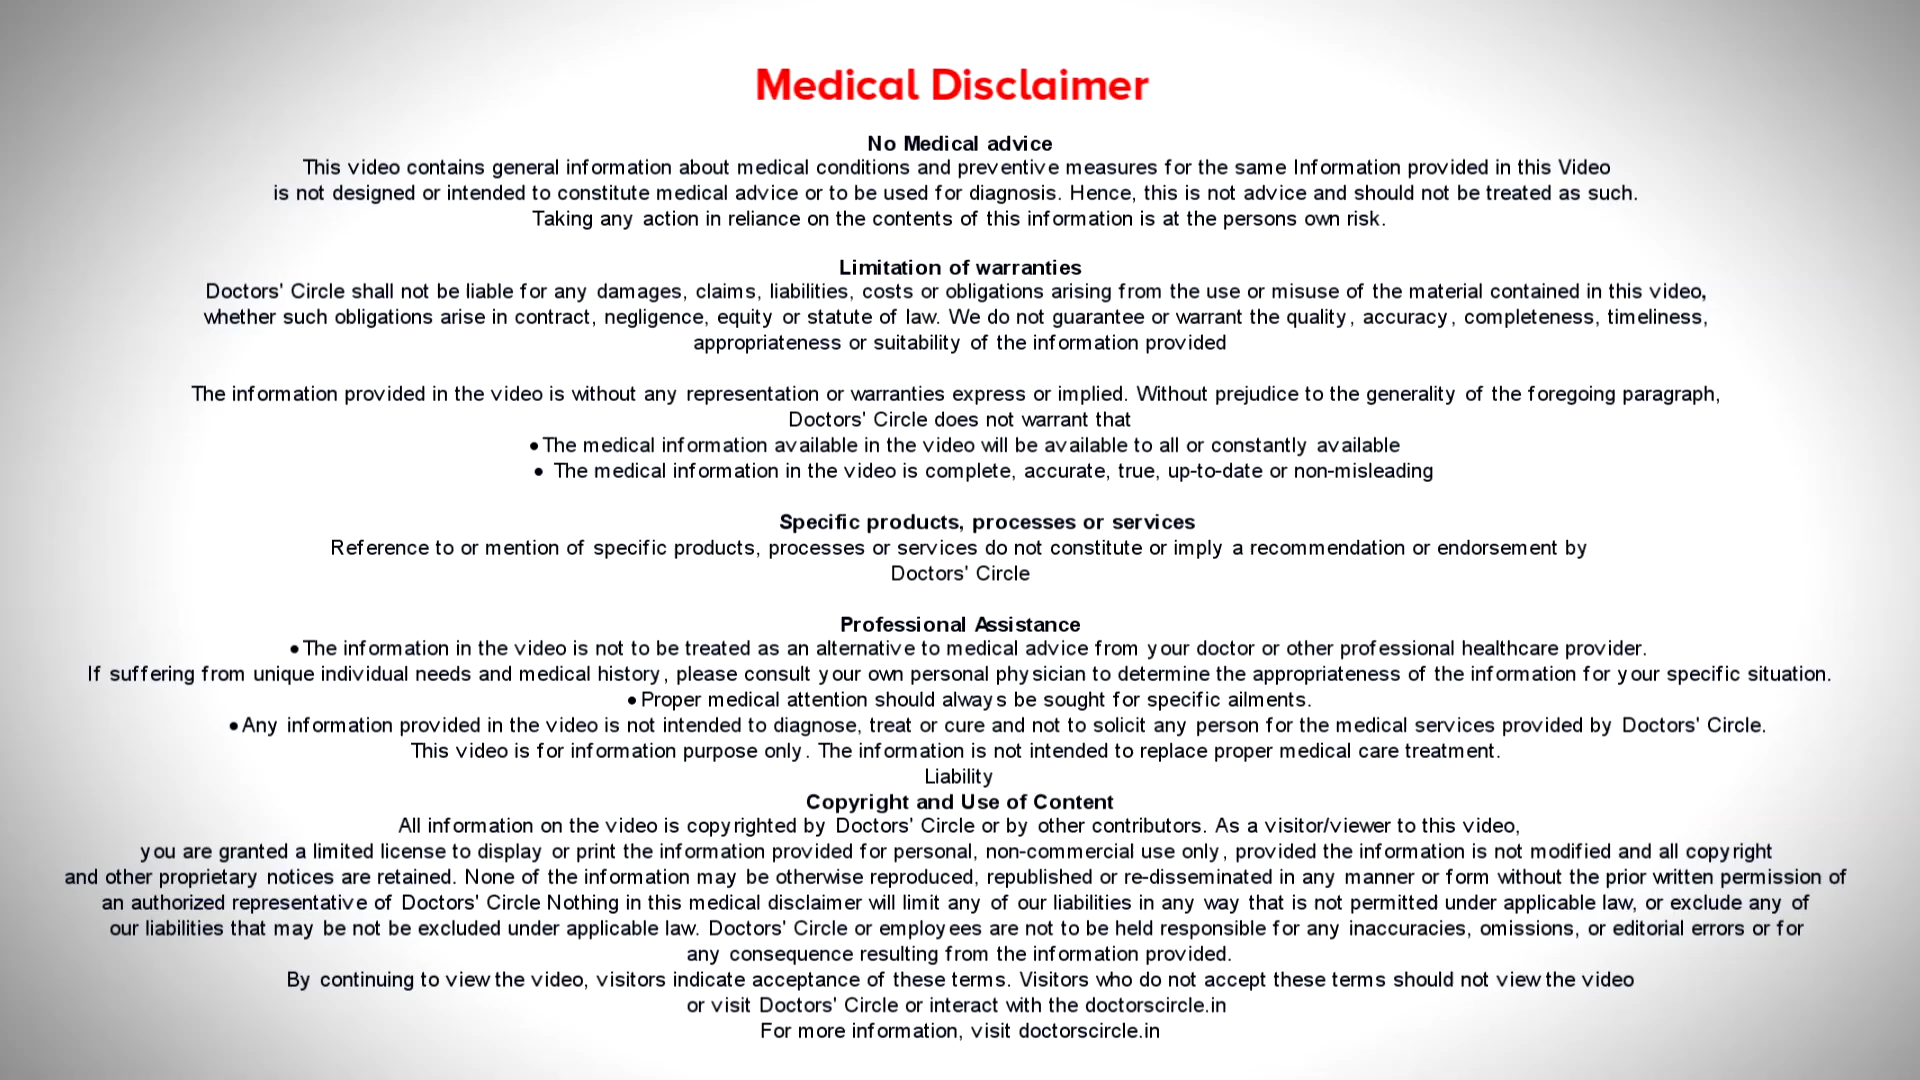 Medical Disclaimer
No Medical advice
This video contains general information about medical conditions and preventive measures for the same Information provided in this Video
is not designed or intended to constitute medical advice or to be used for diagnosis. Hence, this is not advice and should not be treated as such.
Taking any action in reliance on the contents of this information is at the persons own risk.
Limitation of warranties
Doctors' Circle shall not be liable for any damages, claims, liabilities, costs or obligations arising from the use or misuse of the material contained in this video,
whether such obligations arise in contract, negligence, equity or statute of law. We do not guarantee or warrant the quality, accuracy, completeness, timeliness,
appropriateness or suitability of the information provided
The information provided in the video is without any representation or warranties express or implied. Without prejudice to the generality of the foregoing paragraph,
Doctors' Circle does not warrant that
• The medical information available in the video will be available to all or constantly available
• The medical information in the video is complete, accurate, true, up-to-date or non-misleading
Specific products, processes or services
Reference to or mention of specific products, processes or services do not constitute or imply a recommendation or endorsement by
Doctors' Circle
Professional Assistance
• The information in the video is not to be treated as an alternative to medical advice from your doctor or other professional healthcare provider.
If suffering from unique individual needs and medical history, please consult your own personal physician to determine the appropriateness of the information for your specific situation.
• Proper medical attention should always be sought for specific ailments.
• Any information provided in the video is not intended to diagnose, treat or cure and not to solicit any person for the medical services provided by Doctors' Circle.
This video is for information purpose only. The information is not intended to replace proper medical care treatment.
Liability
Copyright and Use of Content
All information on the video is copyrighted by Doctors' Circle or by other contributors. As a visitor/viewer to this video,
you are granted a limited license to display or print the information provided for personal, non-commercial use only, provided the information is not modified and all copyright
and other proprietary notices are retained. None of the information may be otherwise reproduced, republished or re-disseminated in any manner or form without the prior written permission of
an authorized representative of Doctors' Circle Nothing in this medical disclaimer will limit any of our liabilities in any way that is not permitted under applicable law, or exclude any of
our liabilities that may be not be excluded under applicable law. Doctors' Circle or employees are not to be held responsible for any inaccuracies, omissions, or editorial errors or for
any consequence resulting from the information provided.
By continuing to view the video, visitors indicate acceptance of these terms. Visitors who do not accept these terms should not view the video
or visit Doctors' Circle or interact with the doctorscircle.in
For more information, visit doctorscircle.in